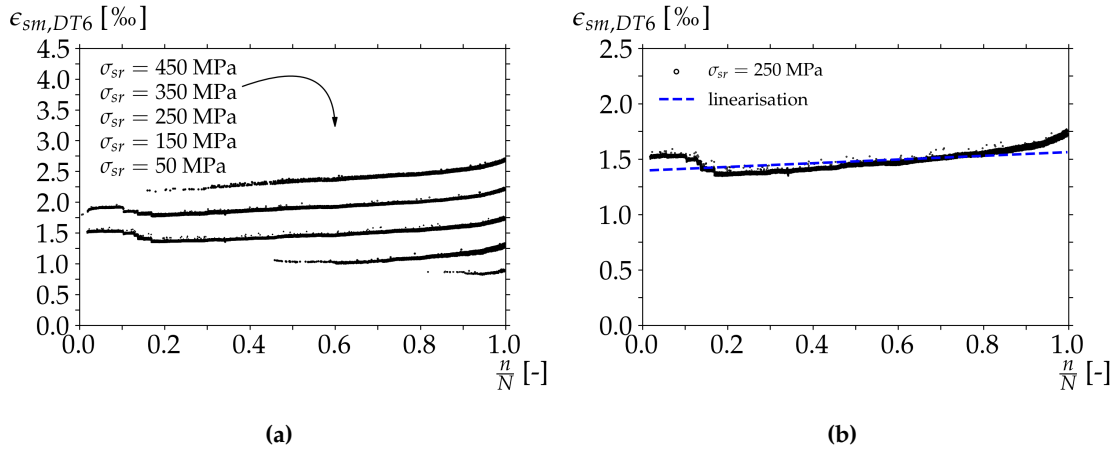 ϵsm,DT6 [‰]
4.5
4.0
3.5
3.0
2.5
2.0
1.5
1.0
0.5
0.0
σsr = 450 MPa
σsr = 350 MPa
σsr = 250 MPa
σsr = 150 MPa
σsr = 50 MPa
0.0 0.2 0.4 0.6 0.8 1.0
n/N [-]
(a)
ϵsm,DT6 [‰]
2.5
2.0
1.5
1.0
0.5
0.0
σsr = 250 MPa
linearisation
0.0 0.2 0.4 0.6 0.8 1.0
n/N [-]
(b)